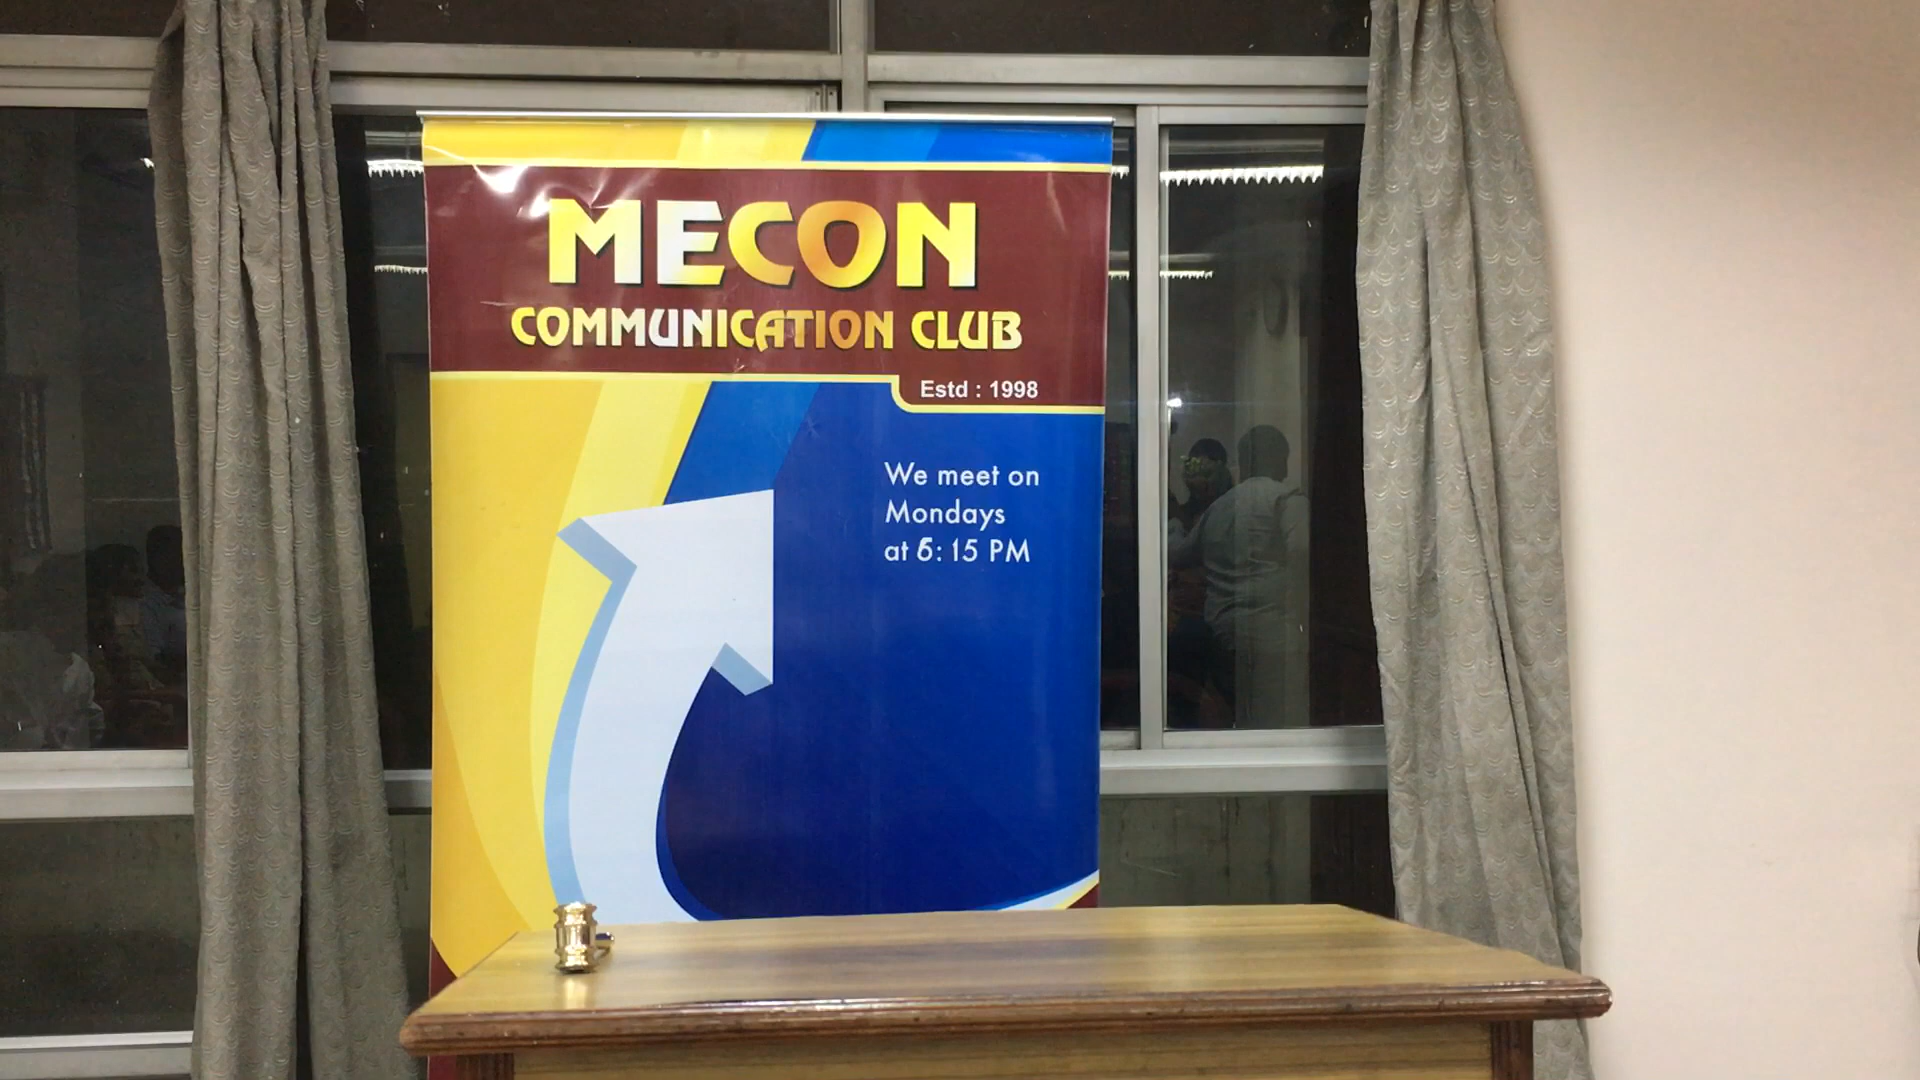 MECON
COMMUNICATION CLUB
Estd : 1998
We meet on
Mondays
at 6: 15 PM